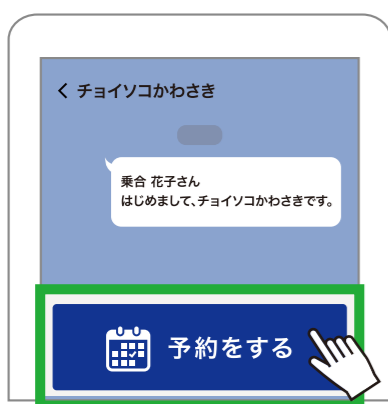 チョイソコかわさき
乗合 花子さん
はじめまして、チョイソコかわさきです。
予約をする